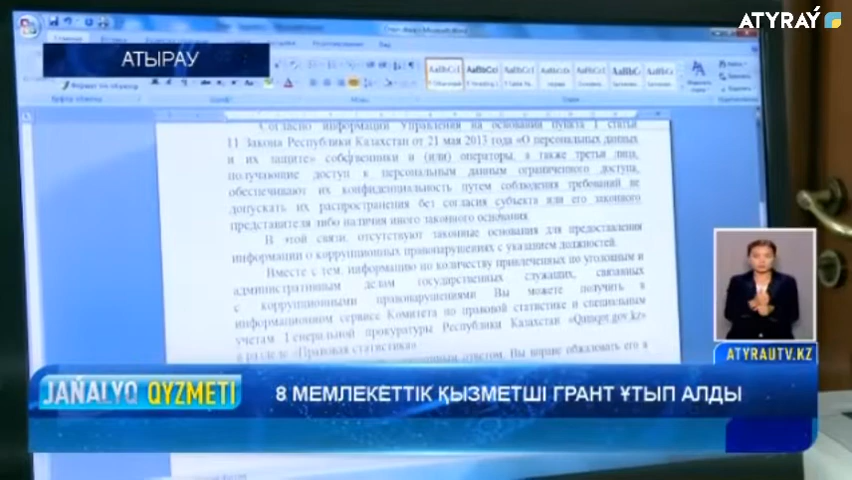 ATYRAÝ
АТЫРАУ
Согласно информации Управления на основании пункта 1 статьи
11 Закона Республики Казахстан от 21 мая 2013 года «О персональных данных
и их защите» собственники и (или) операторы, а также третьи лица,
получающие доступ к персональным данным ограниченного доступа,
обеспечивают их конфиденциальность путем соблюдения требований не
допускать их распространения без согласия субъекта или его законного
представителя либо наличия иного законного основания.
В этой связи, отсутствуют законные основания для предоставления
информации о коррупционных правонарушениях с указанием должностей.
Вместе с тем, информацию по количеству привлеченных по уголовным и
административным делам государственных служащих, связанных
с коррупционными правонарушениями Вы можете получить в
информационном сервисе Комитета по правовой статистике и специальным
учетам Генеральной прокуратуры Республики Казахстан «Qamqor.gov.kz»
в разделе «Правовая статистика».
ответом, Вы вправе обжаловать его в
ATYRAUTV.KZ
JAŃALYQ QYZMETI
8 МЕМЛЕКЕТТІК ҚЫЗМЕТШІ ГРАНТ ҰТЫП АЛДЫ